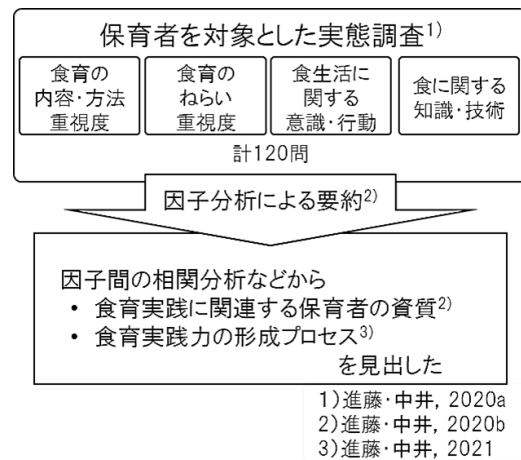 保育者を対象とした実態調査1)
食育の
内容・方法
重視度
食育の
ねらい
重視度
食生活に
関する
意識・行動
食に関する
知識・技術
計120問
因子分析による要約2)
因子間の相関分析などから
• 食育実践に関連する保育者の資質2)
• 食育実践力の形成プロセス3)
を見出した
1)進藤・中井, 2020a
2)進藤・中井, 2020b
3)進藤・中井, 2021